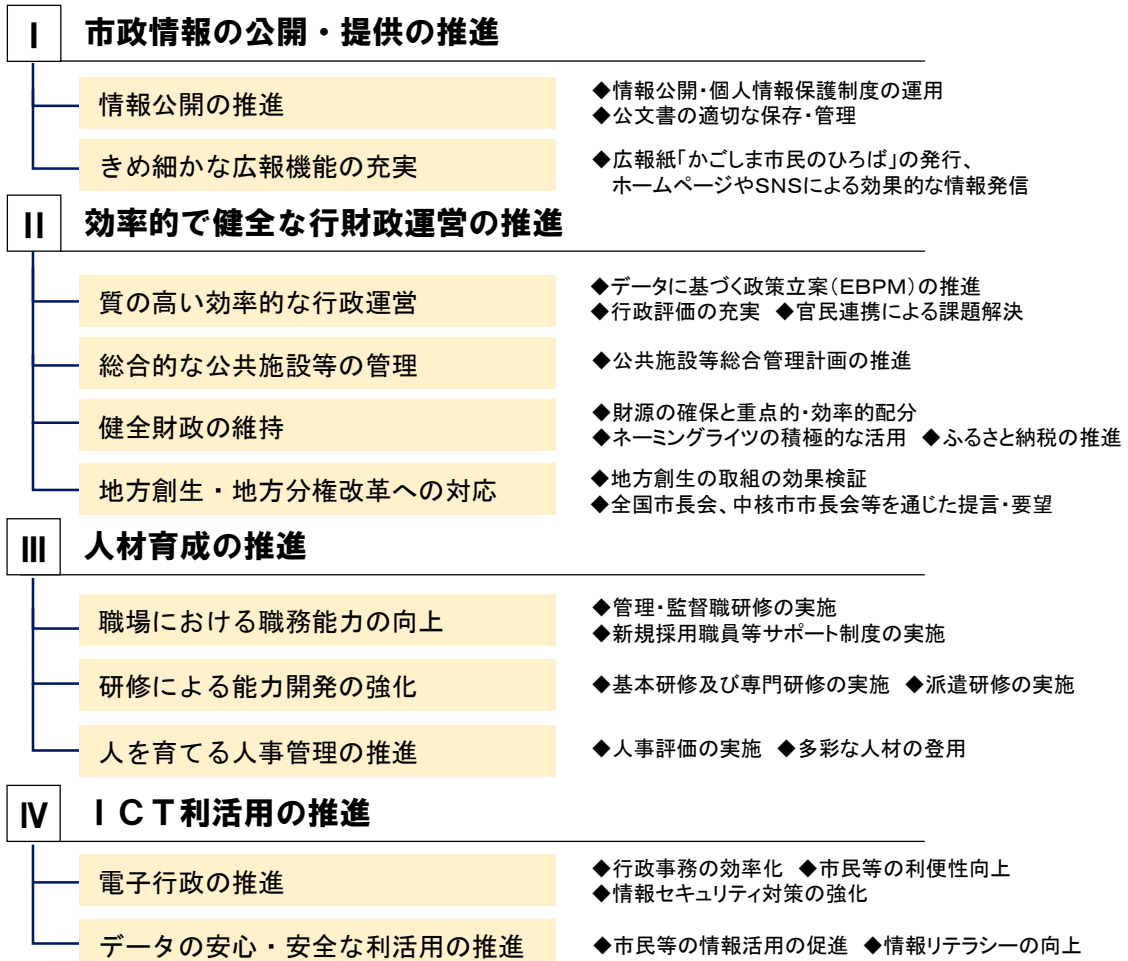 Ⅰ 市政情報の公開・提供の推進
情報公開の推進
◆情報公開・個人情報保護制度の運用
◆公文書の適切な保存・管理
きめ細かな広報機能の充実
◆広報紙「かごしま市民のひろば」の発行、
ホームページやSNSによる効果的な情報発信
Ⅱ 効率的で健全な行財政運営の推進
質の高い効率的な行政運営
◆データに基づく政策立案(EBPM)の推進
◆行政評価の充実 ◆官民連携による課題解決
総合的な公共施設等の管理
◆公共施設等総合管理計画の推進
健全財政の維持
◆財源の確保と重点的・効率的配分
◆ネーミングライツの積極的な活用 ◆ふるさと納税の推進
地方創生・地方分権改革への対応
◆地方創生の取組の効果検証
◆全国市長会、中核市市長会等を通じた提言・要望
Ⅲ 人材育成の推進
職場における職務能力の向上
◆管理・監督職研修の実施
◆新規採用職員等サポート制度の実施
研修による能力開発の強化
◆基本研修及び専門研修の実施 ◆派遣研修の実施
人を育てる人事管理の推進
◆人事評価の実施 ◆多彩な人材の登用
Ⅳ ICT利活用の推進
電子行政の推進
◆行政事務の効率化 ◆市民等の利便性向上
◆情報セキュリティ対策の強化
データの安心・安全な利活用の推進
◆市民等の情報活用の促進 ◆情報リテラシーの向上